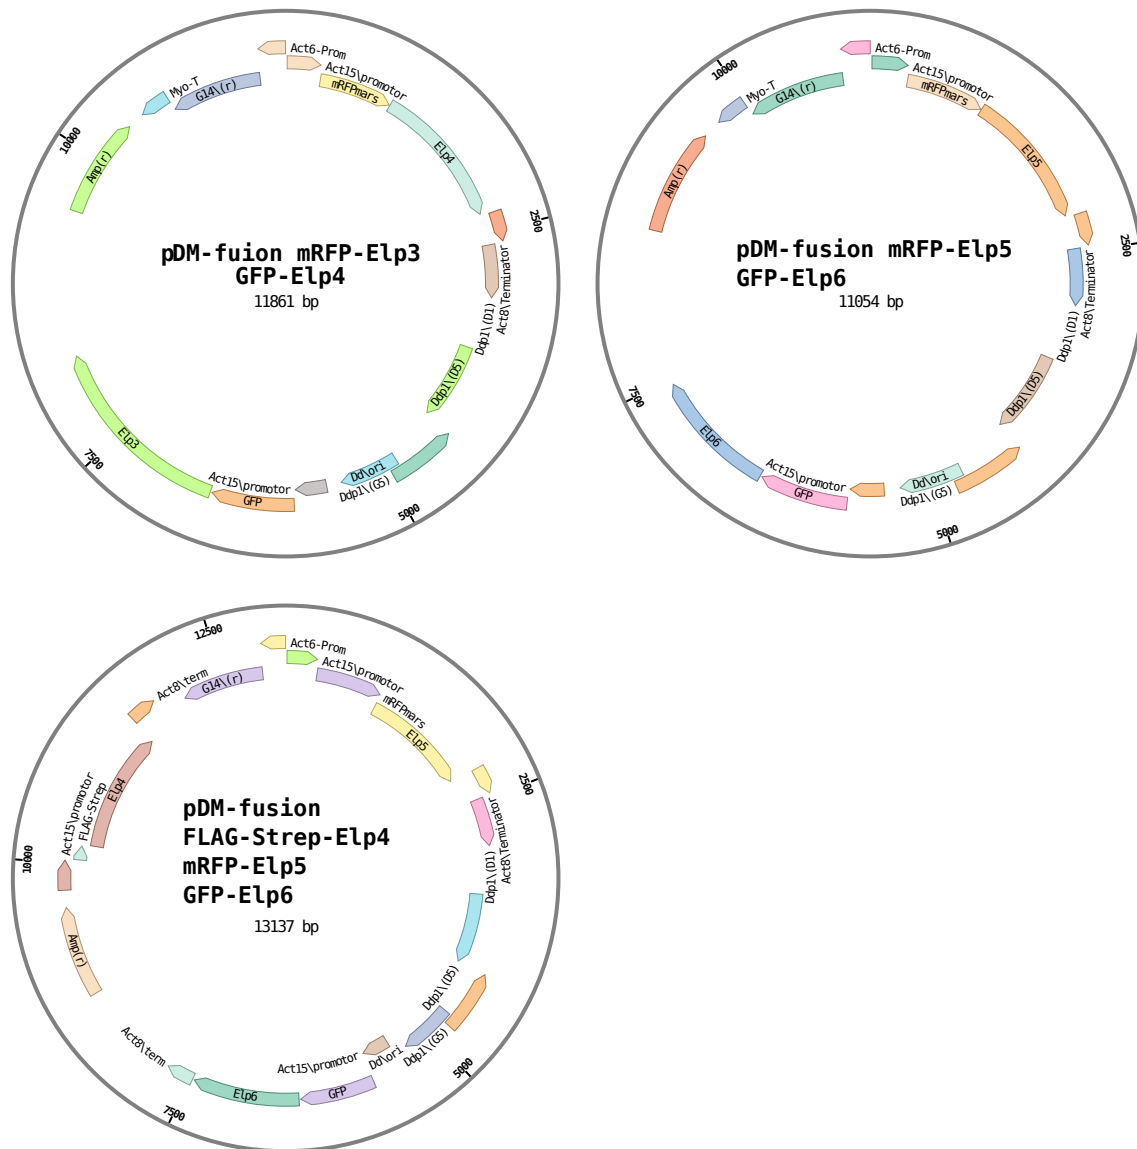 Act6-Prom
Act15\promotor
mRFPmars
Elp4
2500
Act8\Terminator
Ddp1\(D1)
Ddp1\(D5)
5000
Ddp1\(G5)
Dd\ori
Act15\promotor
GFP
Elp3
7500
Amp(r)
10000
Myo-T
G14\(r)
pDM-fuion mRFP-Elp3
GFP-Elp4
11861 bp
Act6-Prom
Act15\promotor
mRFPmars
Elp5
2500
Act8\Terminator
Ddp1\(D1)
Ddp1\(D5)
5000
Ddp1\(G5)
Dd\ori
Act15\promotor
GFP
Elp6
7500
Amp(r)
10000
Myo-T
G14\(r)
pDM-fusion mRFP-Elp5
GFP-Elp6
11054 bp
Act6-Prom
Act15\promotor
mRFPmars
Elp5
2500
Act8\Terminator
Ddp1\(D1)
Ddp1\(D5)
5000
Ddp1\(G5)
Dd\ori
Act15\promotor
GFP
Elp6
Act8\term
7500
Amp(r)
10000
Act15\promotor
FLAG-Strep
Elp4
Act8\term
12500
G14\(r)
pDM-fusion
FLAG-Strep-Elp4
mRFP-Elp5
GFP-Elp6
13137 bp